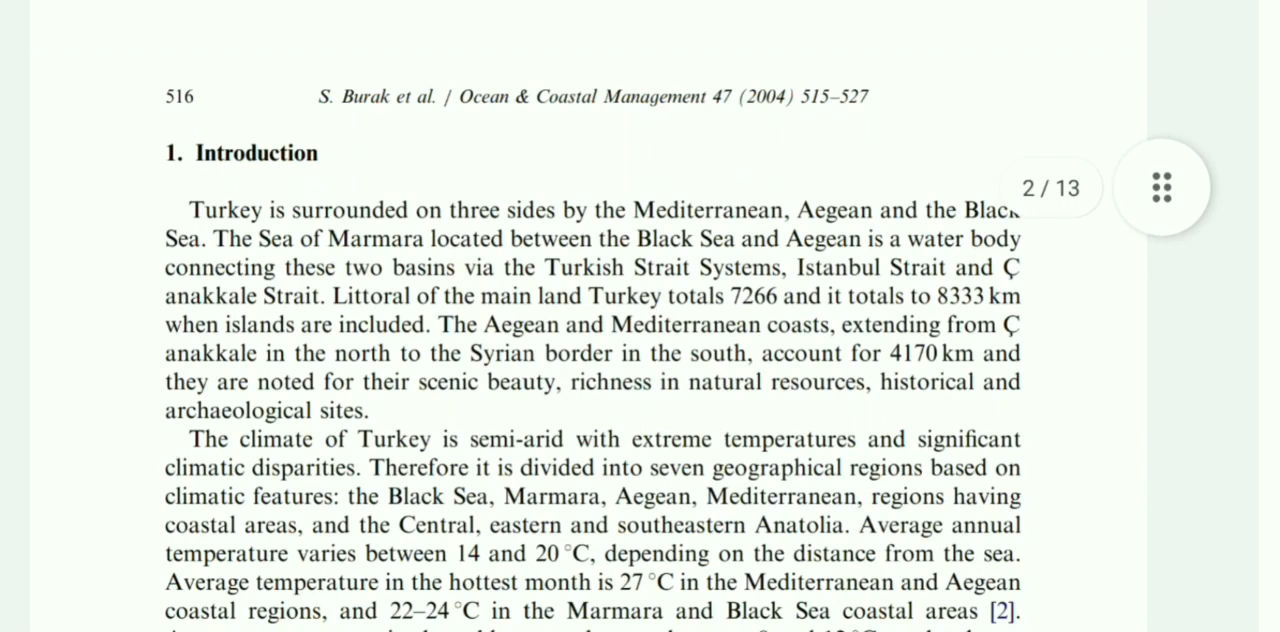 516
S. Burak et al. / Ocean & Coastal Management 47 (2004) 515–527
1. Introduction
2 / 13
Turkey is surrounded on three sides by the Mediterranean, Aegean and the Black
Sea. The Sea of Marmara located between the Black Sea and Aegean is a water body
connecting these two basins via the Turkish Strait Systems, Istanbul Strait and Ç
anakkale Strait. Littoral of the main land Turkey totals 7266 and it totals to 8333 km
when islands are included. The Aegean and Mediterranean coasts, extending from Ç
anakkale in the north to the Syrian border in the south, account for 4170 km and
they are noted for their scenic beauty, richness in natural resources, historical and
archaeological sites.
The climate of Turkey is semi-arid with extreme temperatures and significant
climatic disparities. Therefore it is divided into seven geographical regions based on
climatic features: the Black Sea, Marmara, Aegean, Mediterranean, regions having
coastal areas, and the Central, eastern and southeastern Anatolia. Average annual
temperature varies between 14 and 20 °C, depending on the distance from the sea.
Average temperature in the hottest month is 27 °C in the Mediterranean and Aegean
coastal regions, and 22–24 °C in the Marmara and Black Sea coastal areas [2].